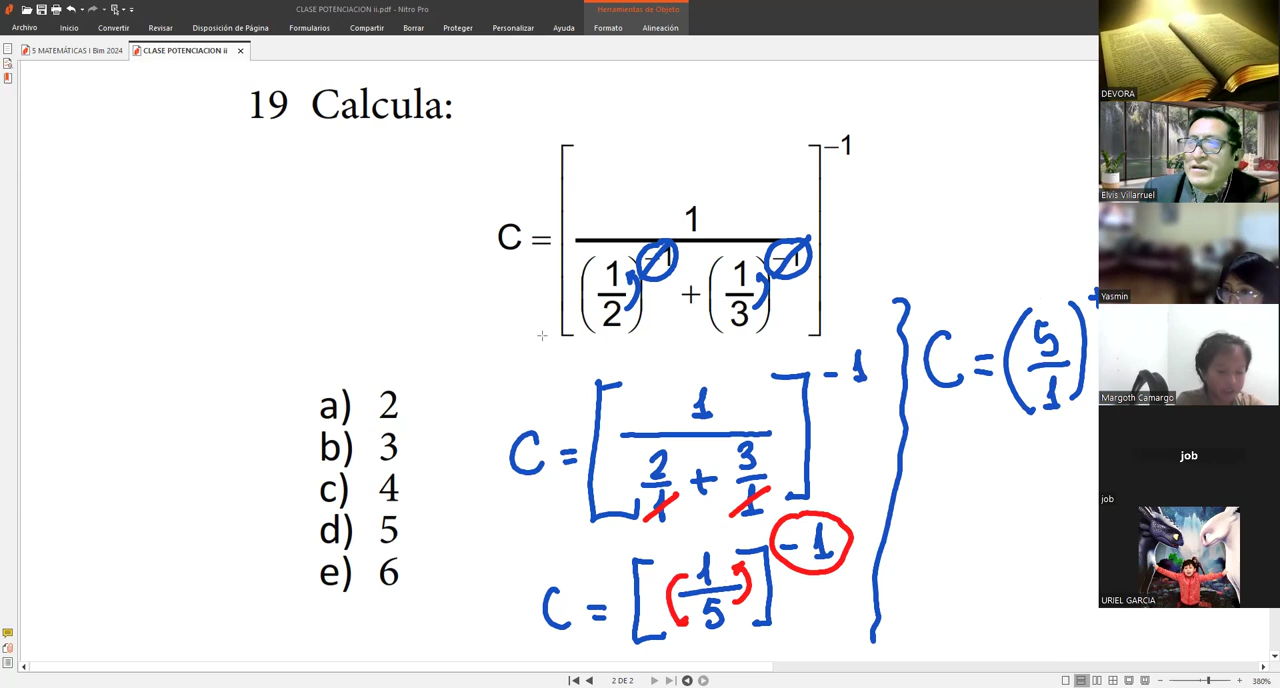 CLASE POTENCIACION ii.pdf - Nitro Pro
Herramientas de Objeto
Archivo Inicio Convertir Revisar Disposición de Página Formularios Compartir Borrar Proteger Personalizar Ayuda Formato Alineación
5 MATEMÁTICAS I Bim 2024
CLASE POTENCIACION ii
19 Calcula:
C = [1 / ((1/2)^-1 + (1/3)^-1)]^-1
a) 2
b) 3
c) 4
d) 5
e) 6
C = [1 / (2/1 + 3/1)]^-1
C = [1/5]^-1
C = (5/1)^+
DEVORA
Elvis Villarruel
Yasmin
Margoth Camargo
job
job
URIEL GARCIA
2 DE 2
380%